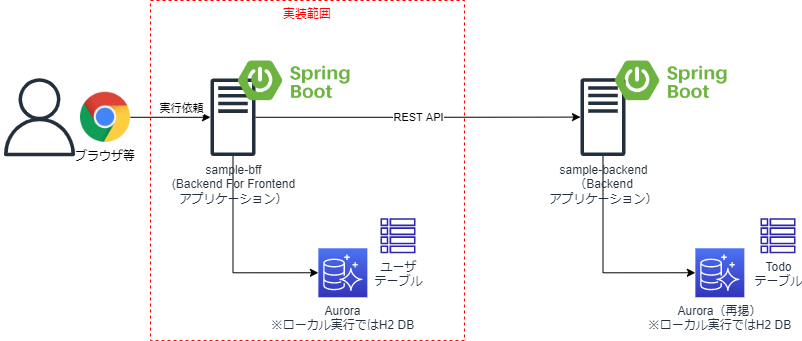 実装範囲
Spring
Boot
Spring
Boot
実行依頼
REST API
ブラウザ等
sample-bff
(Backend For Frontend
アプリケーション）
sample-backend
（Backend
アプリケーション）
ユーザ
テーブル
Aurora
※ローカル実行ではH2 DB
Todo
テーブル
Aurora（再掲）
※ローカル実行ではH2 DB